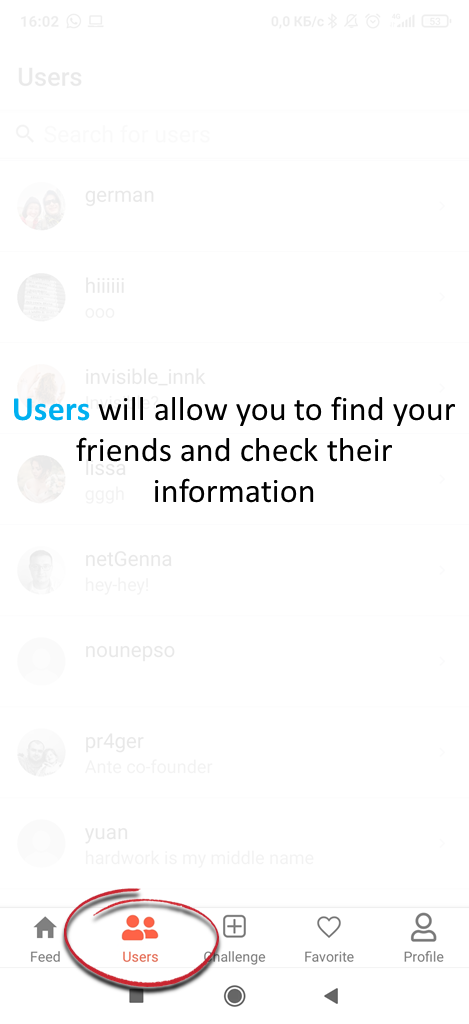 16:02
0,0 КБ/с
53
Users
Search for users
german
hiiiiii
ooo
invisible_innk
Users will allow you to find your
friends and check their
lissa
information
gggh
netGenna
hey-hey!
nounepso
pr4ger
Ante co-founder
yuan
hardwork is my middle name
Feed Users Challenge Favorite Profile